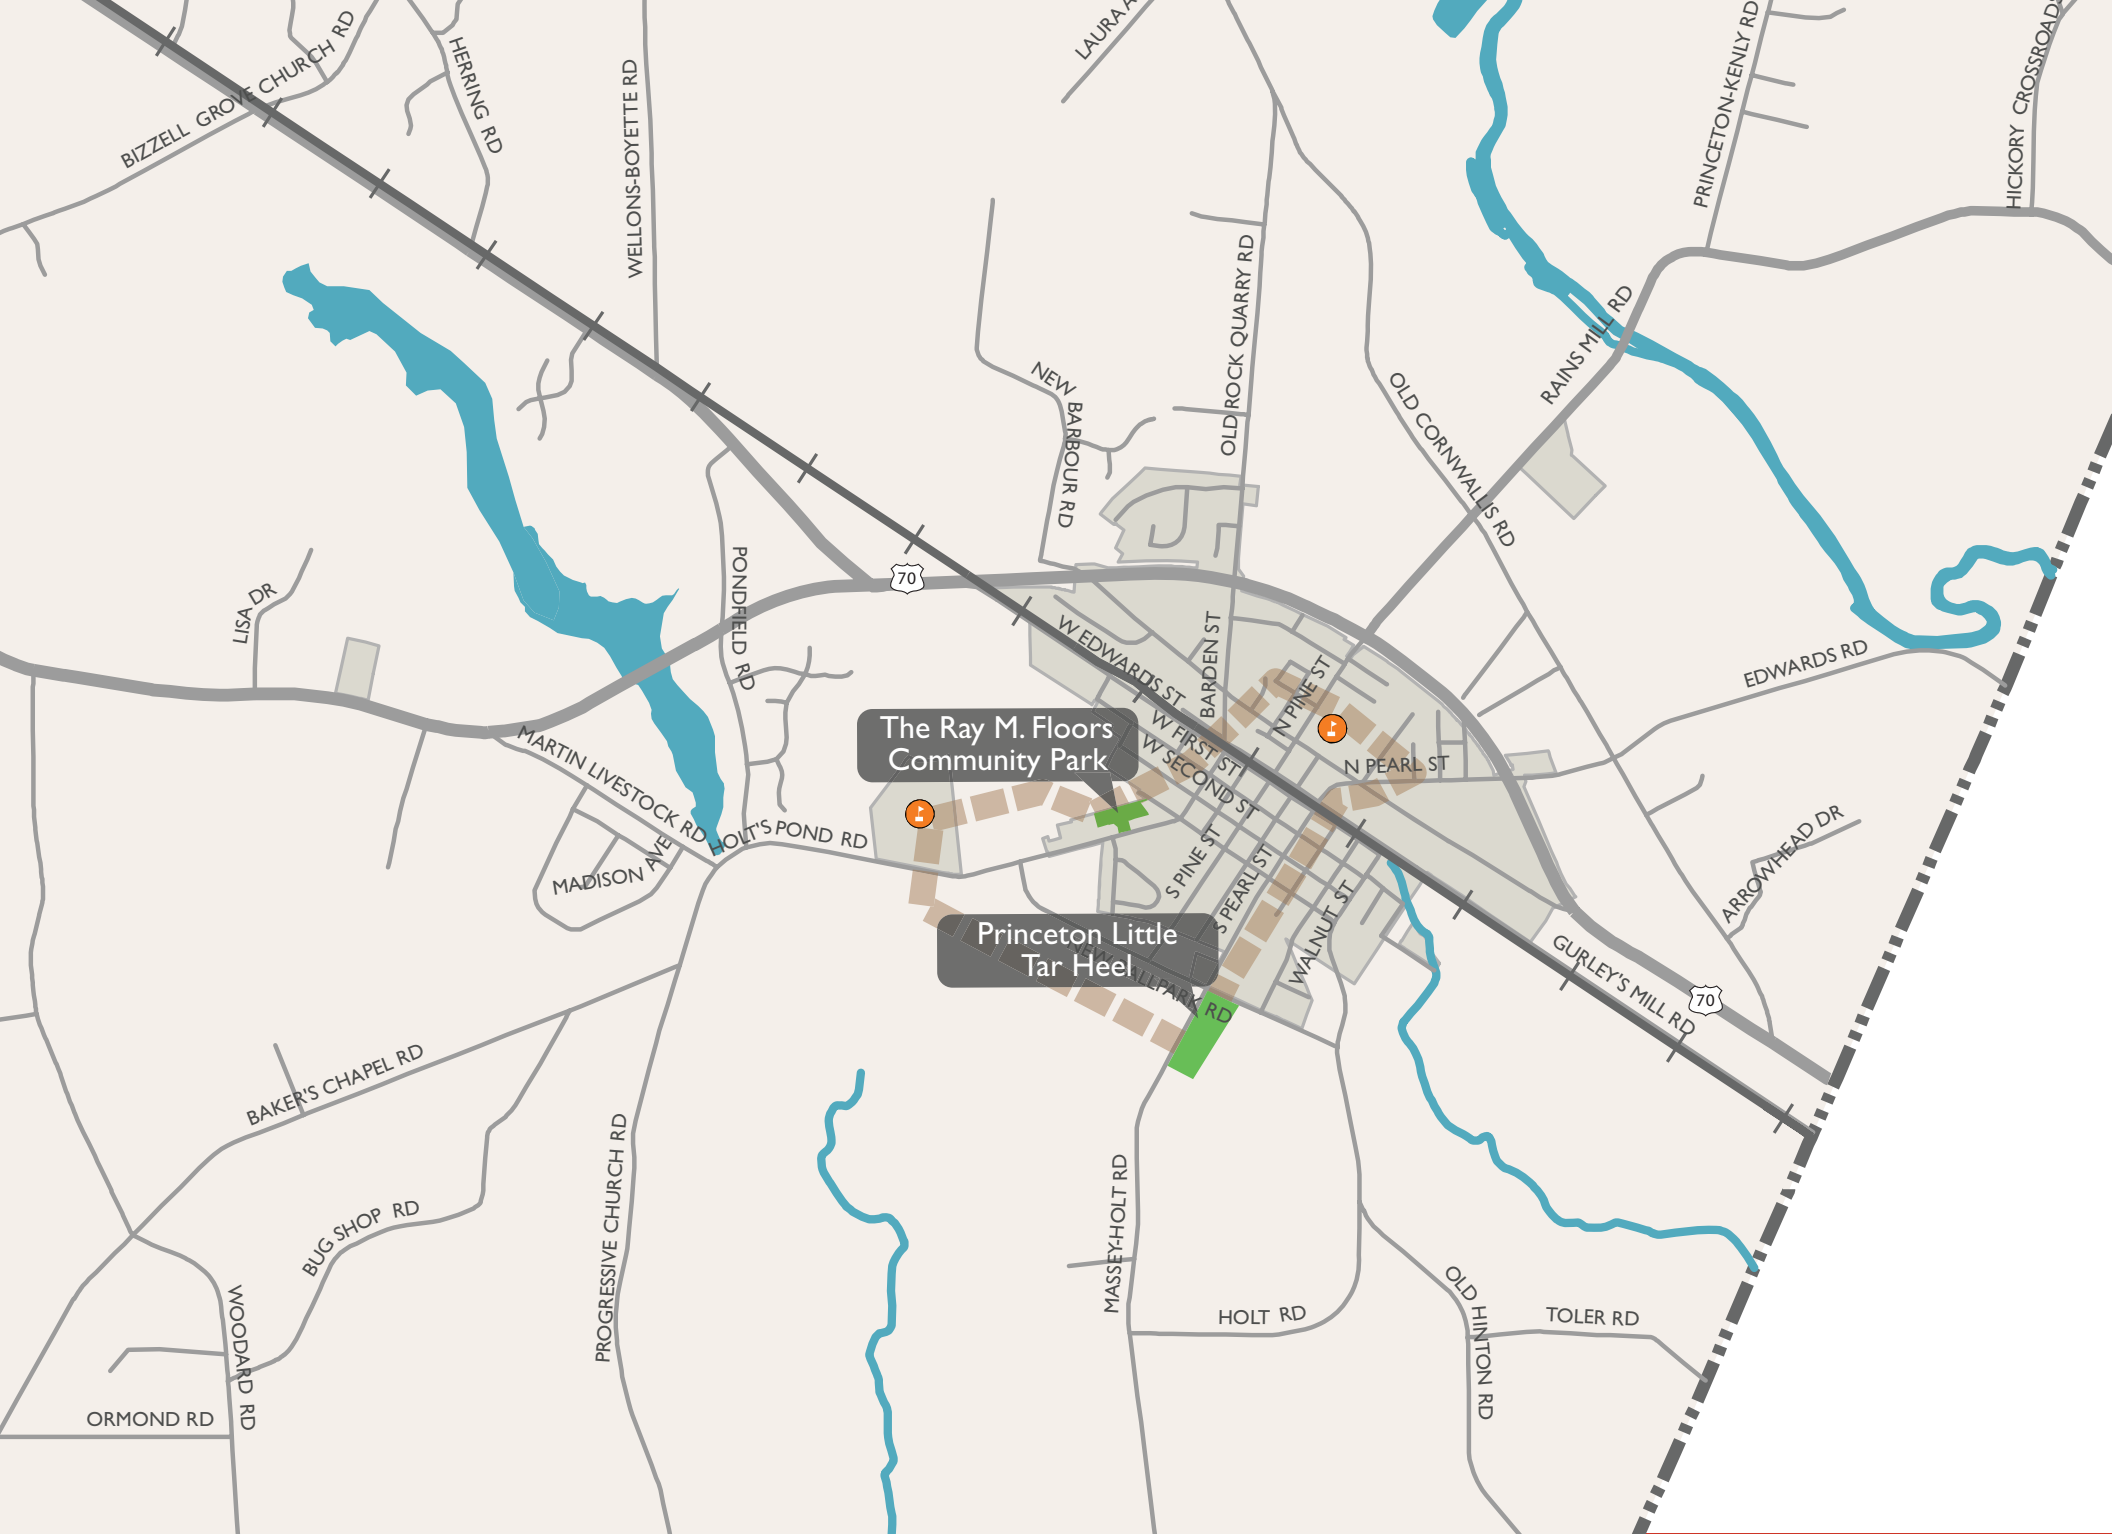 BIZZELL GROVE CHURCH RD
HERRING RD
WELLONS-BOYETTE RD
LAURA A
PRINCETON-KENLY RD
HICKORY CROSSROADS
OLD ROCK QUARRY RD
NEW BARBOUR RD
RAINS MILL RD
OLD CORNWALLIS RD
70
LISA DR
PONDFIELD RD
W EDWARDS ST
BARDEN ST
N PINE ST
EDWARDS RD
The Ray M. Floors
Community Park
W FIRST ST
W SECOND ST
N PEARL ST
MARTIN LIVESTOCK RD
HOLT'S POND RD
MADISON AVE
S PINE ST
S PEARL ST
WALNUT ST
ARROWHEAD DR
Princeton Little
Tar Heel
NEW BALLPARK RD
GURLEY'S MILL RD
70
BAKER'S CHAPEL RD
BUG SHOP RD
PROGRESSIVE CHURCH RD
MASSEY-HOLT RD
HOLT RD
OLD HINTON RD
TOLER RD
WOODARD RD
ORMOND RD